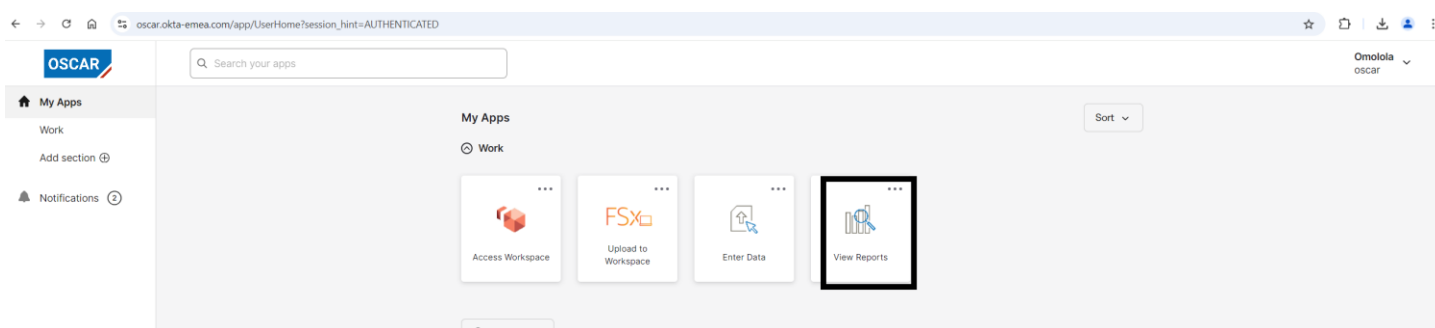 oscar.okta-emea.com/app/UserHome?session_hint=AUTHENTICATED
OSCAR
Search your apps
Omolola
oscar
My Apps
Work
Add section
Notifications 2
My Apps
Sort
Work
Access Workspace
FSx
Upload to
Workspace
Enter Data
View Reports